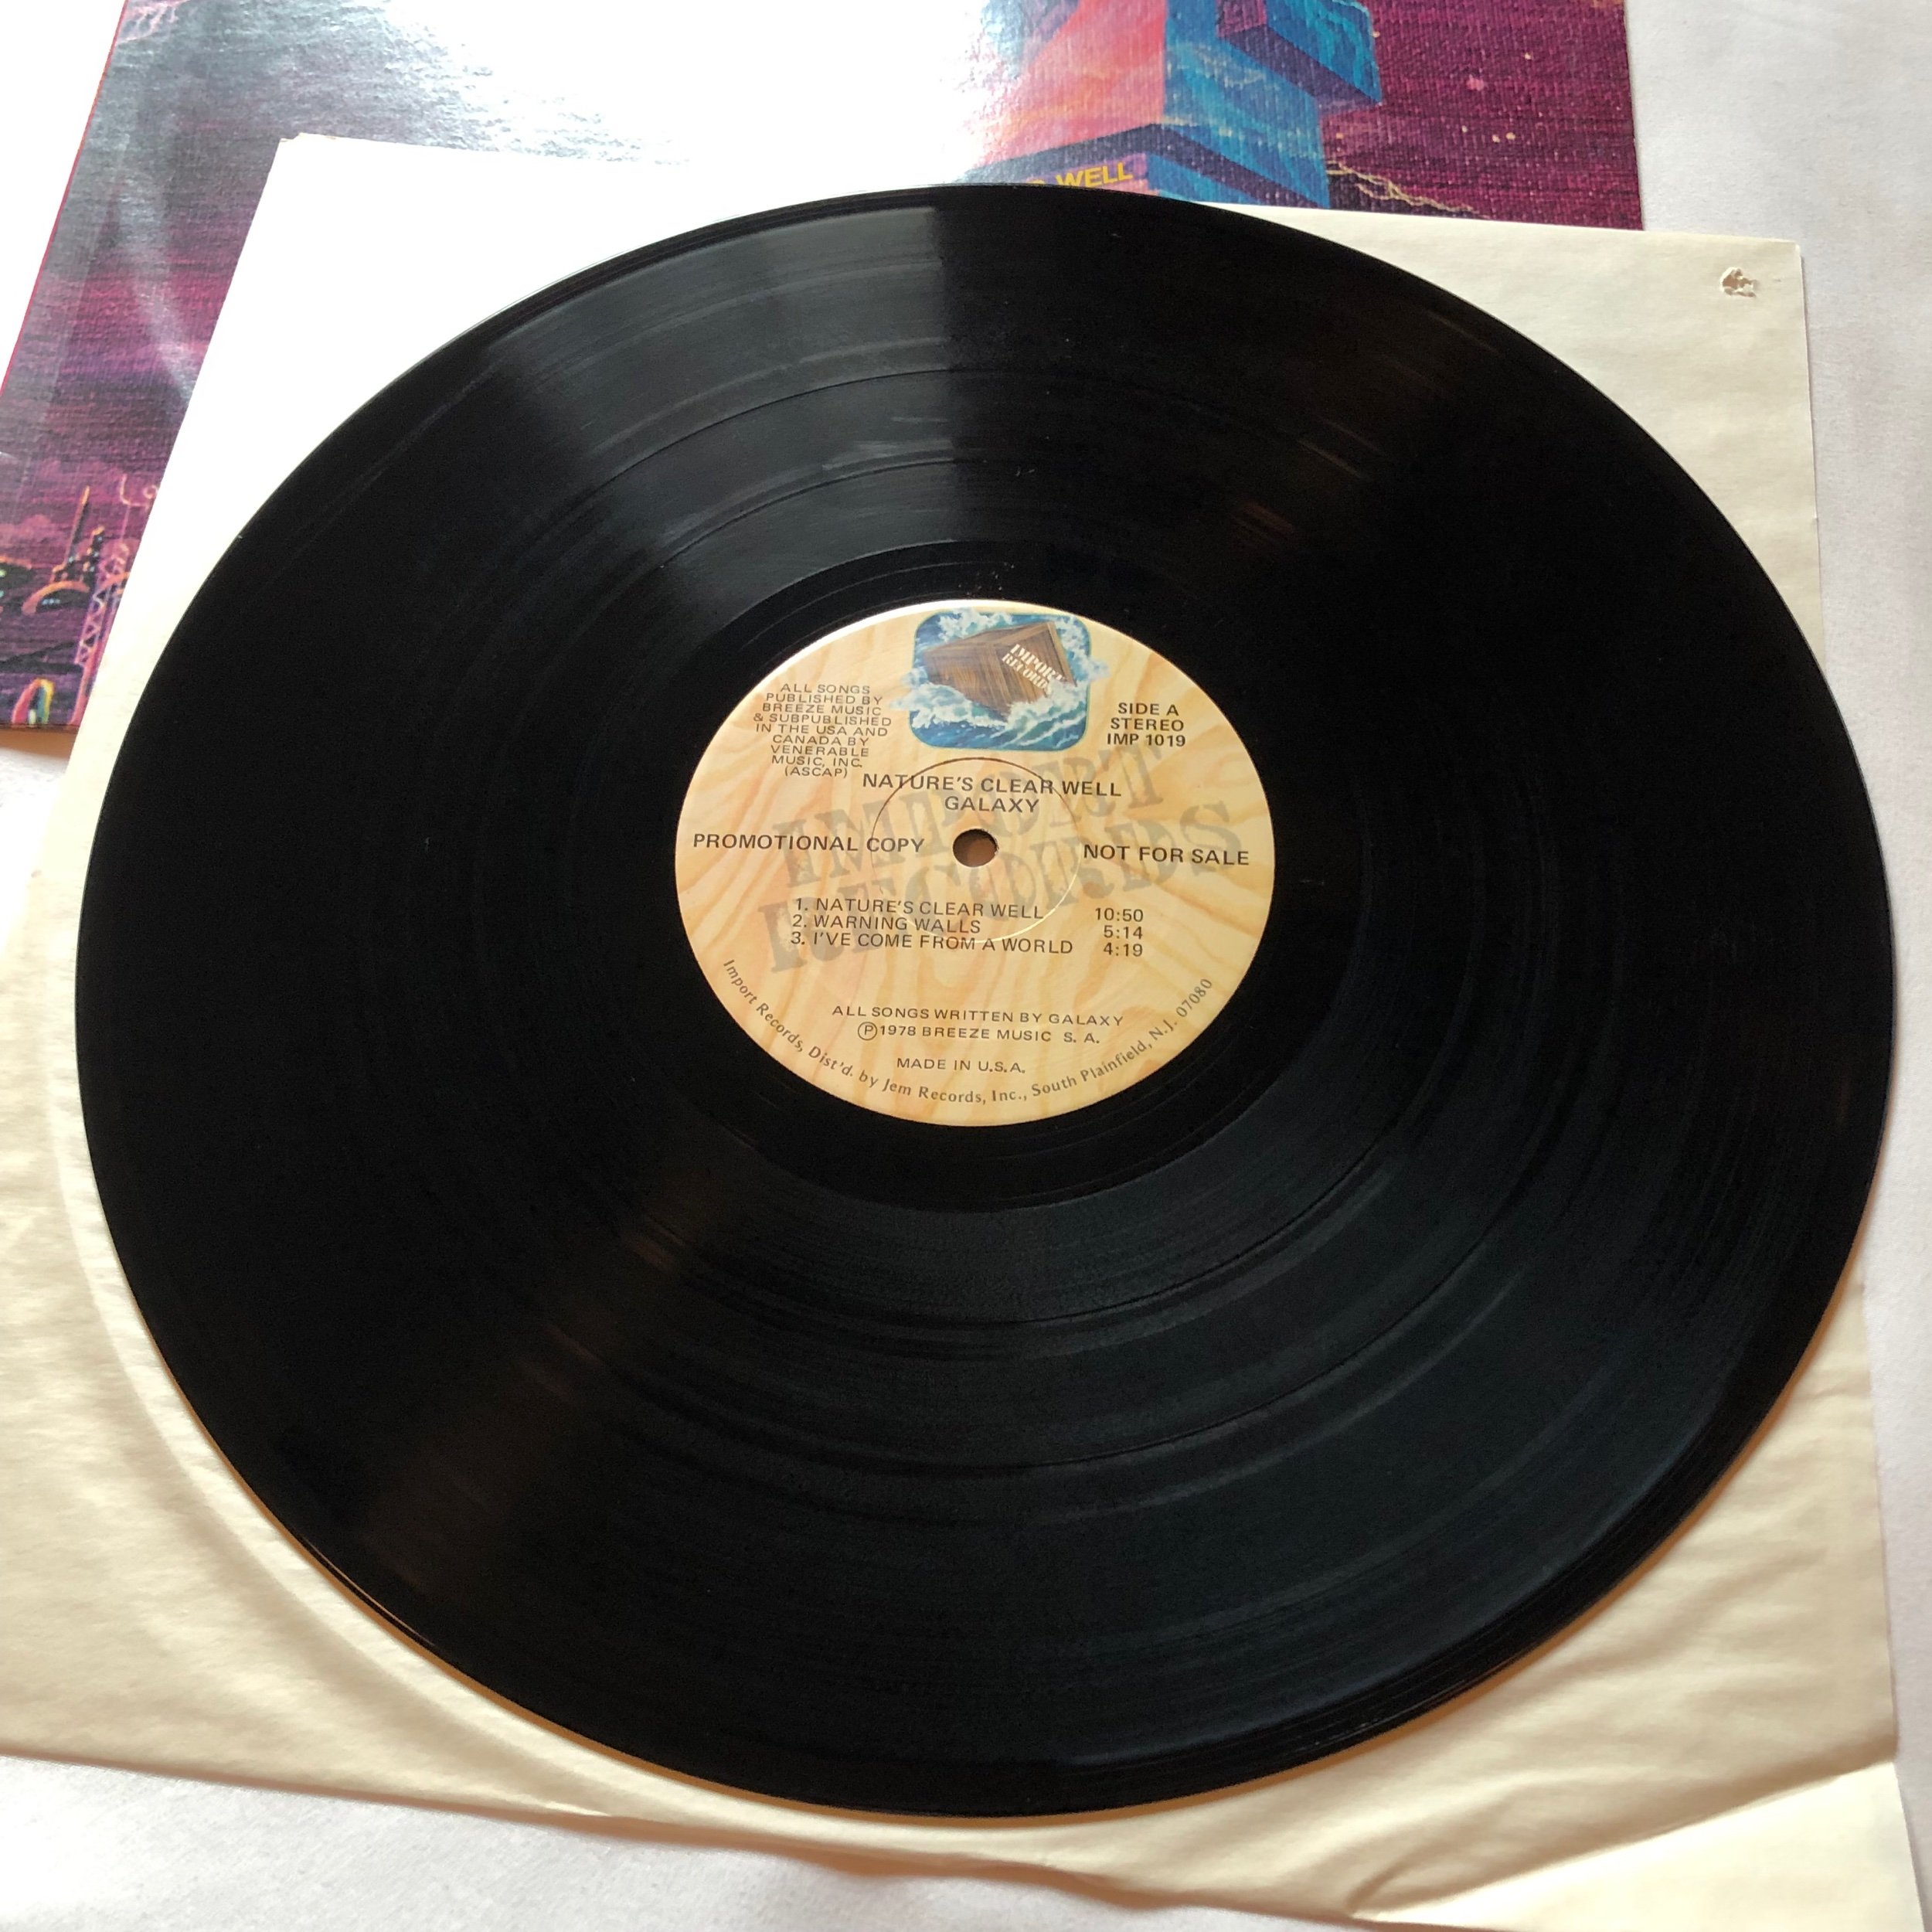 WELL
IMPORT
RECORDS
ALL SONGS
PUBLISHED BY
BREEZE MUSIC
& SUBPUBLISHED
IN THE USA AND
CANADA BY
VENERABLE
MUSIC, INC.
(ASCAP)
SIDE A
STEREO
IMP 1019
NATURE'S CLEAR WELL
GALAXY
IMPORT
RECORDS
PROMOTIONAL COPY
NOT FOR SALE
1. NATURE'S CLEAR WELL 10:50
2. WARNING WALLS 5:14
3. I'VE COME FROM A WORLD 4:19
ALL SONGS WRITTEN BY GALAXY
Ⓟ1978 BREEZE MUSIC S. A.
MADE IN U.S.A.
Import Records, Dist'd. by Jem Records, Inc., South Plainfield, N.J. 07080